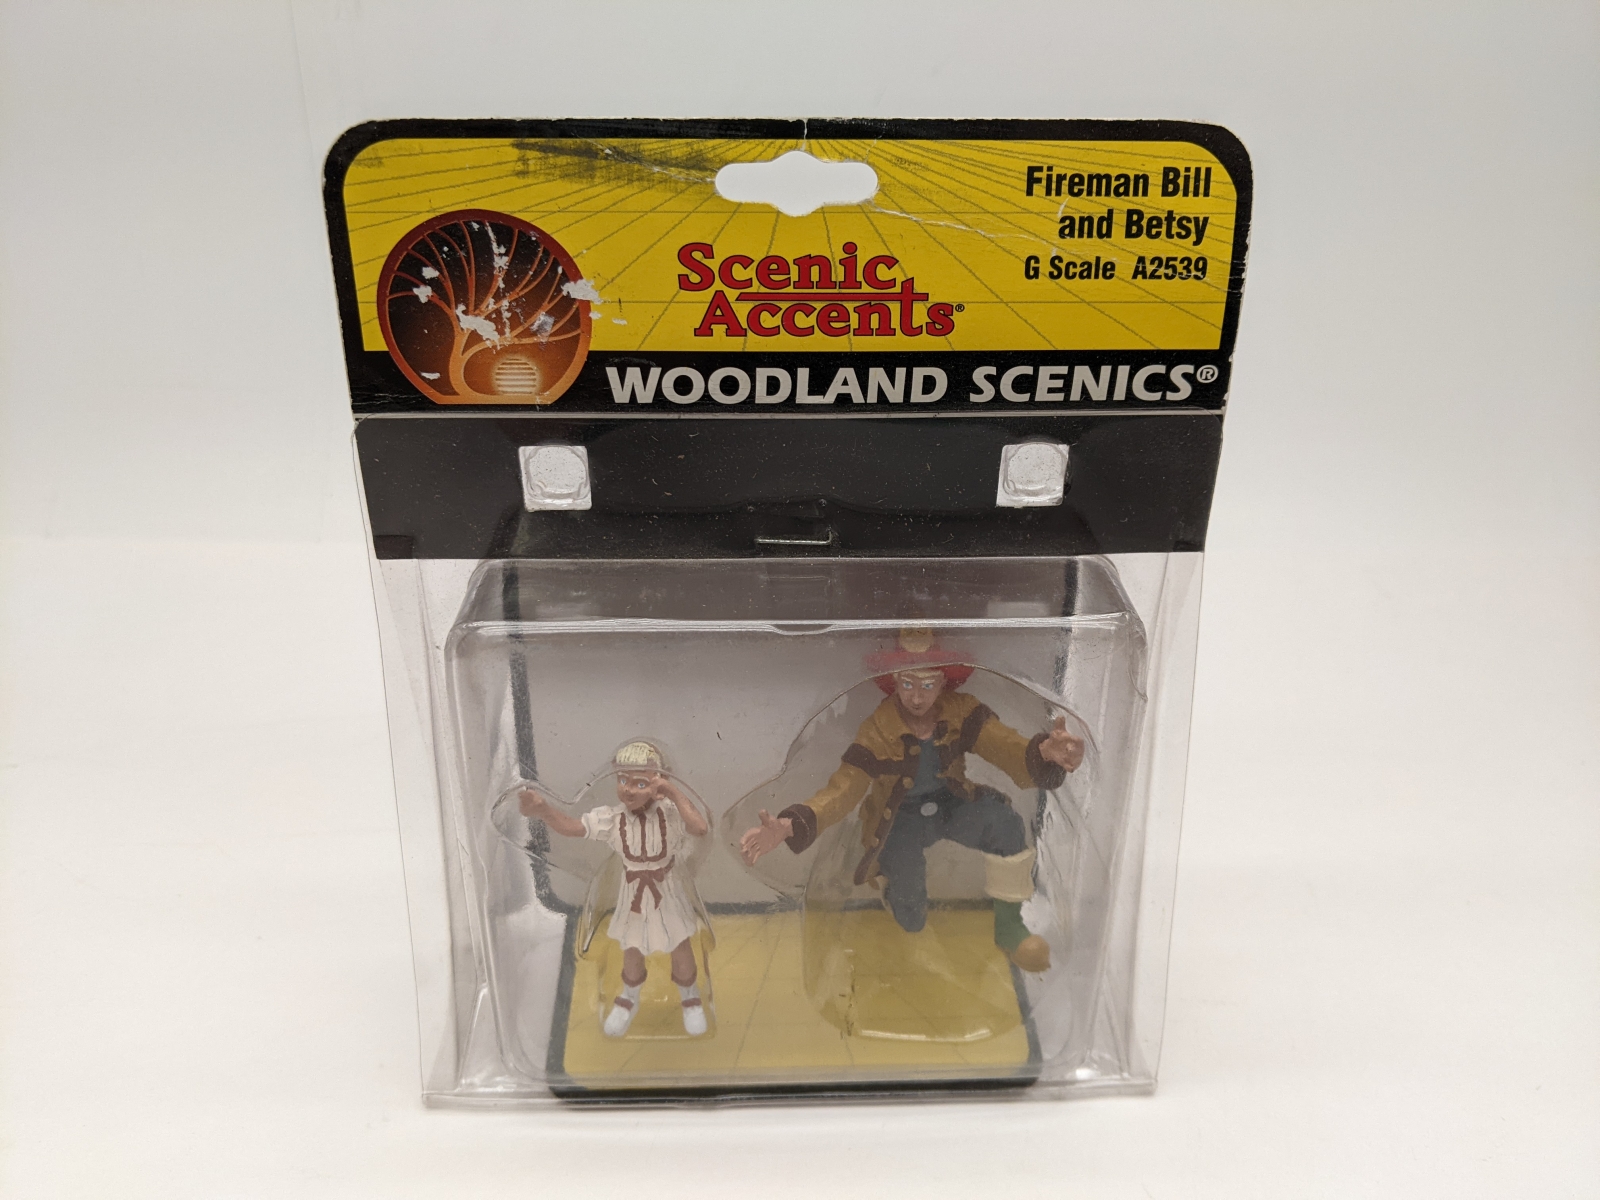 Fireman Bill
and Betsy
G Scale A2539
Scenic
Accents®
WOODLAND SCENICS®